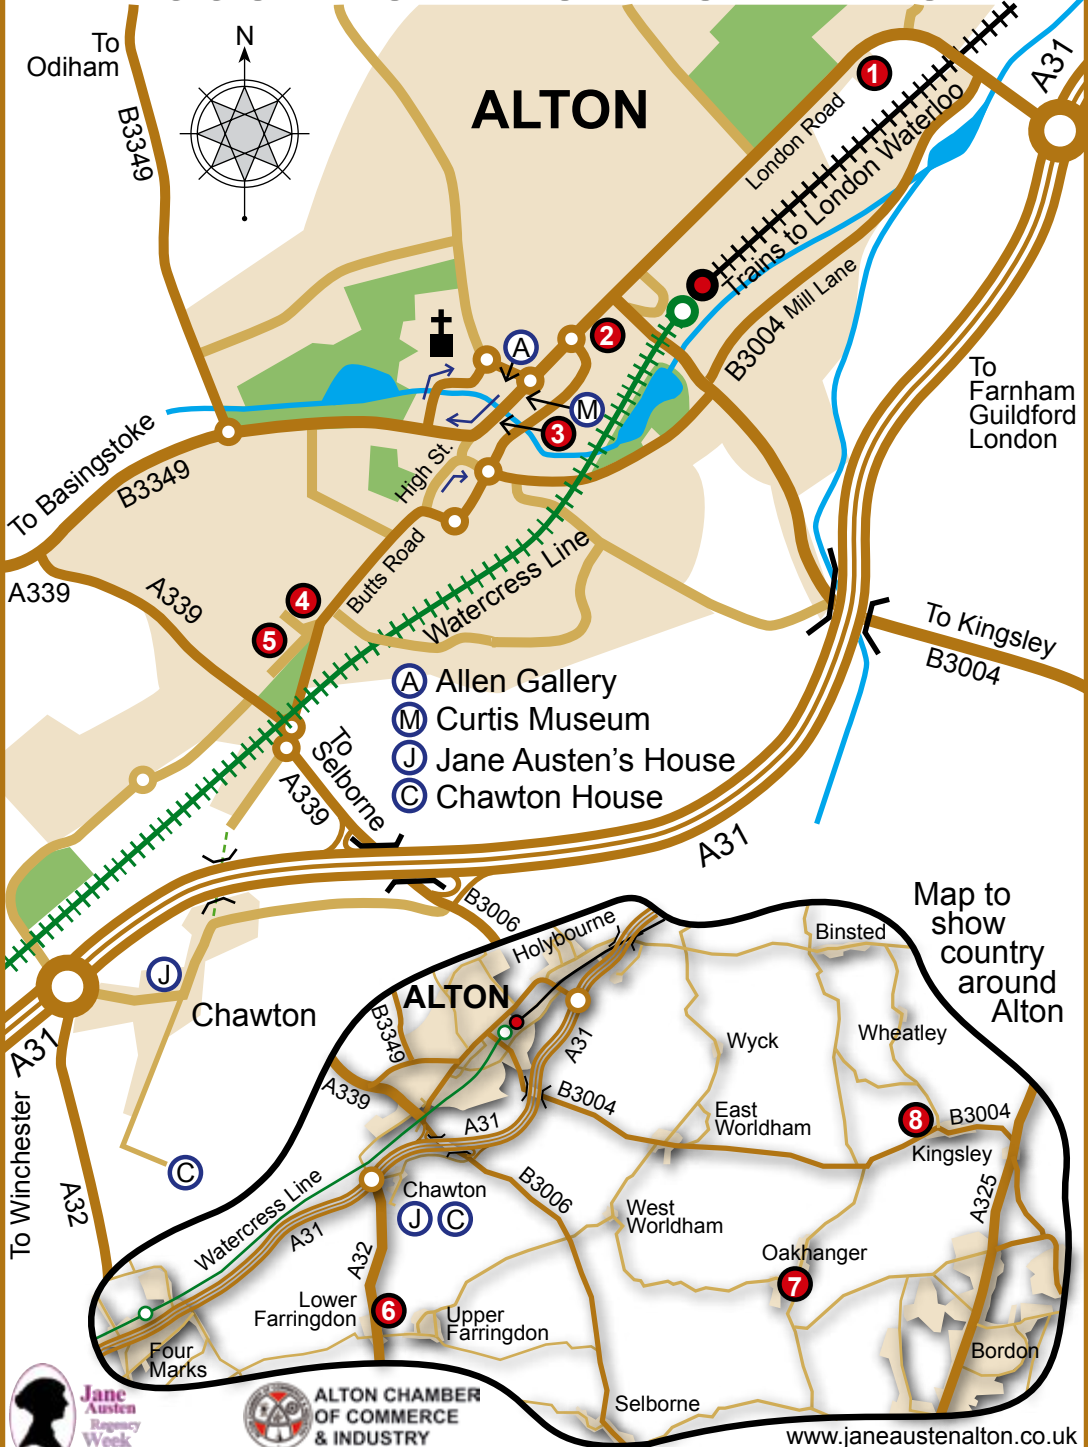 To
Odiham
B3349
N
ALTON
1
London Road
Trains to London Waterloo
A31
2
A
M
3
B3004 Mill Lane
To
Farnham
Guildford
London
To Basingstoke
B3349
High St.
A339
A339
Butts Road
Watercress Line
4
5
To Kingsley
B3004
A Allen Gallery
M Curtis Museum
J Jane Austen's House
C Chawton House
To
Selborne
A339
A31
B3006
J
Chawton
A31
To Winchester
A32
C
Map to
show
country
around
Alton
Holybourne
Binsted
ALTON
B3349
A31
Wyck
Wheatley
A339
B3004
A31
East
Worldham
8
B3004
Kingsley
Watercress Line
Chawton
J C
B3006
West
Worldham
A325
A31
A32
Oakhanger
7
Lower
Farringdon
6
Upper
Farringdon
Four
Marks
Bordon
Selborne
Jane
Austen
Regency
Week
ALTON CHAMBER
OF COMMERCE
& INDUSTRY
www.janeaustenalton.co.uk